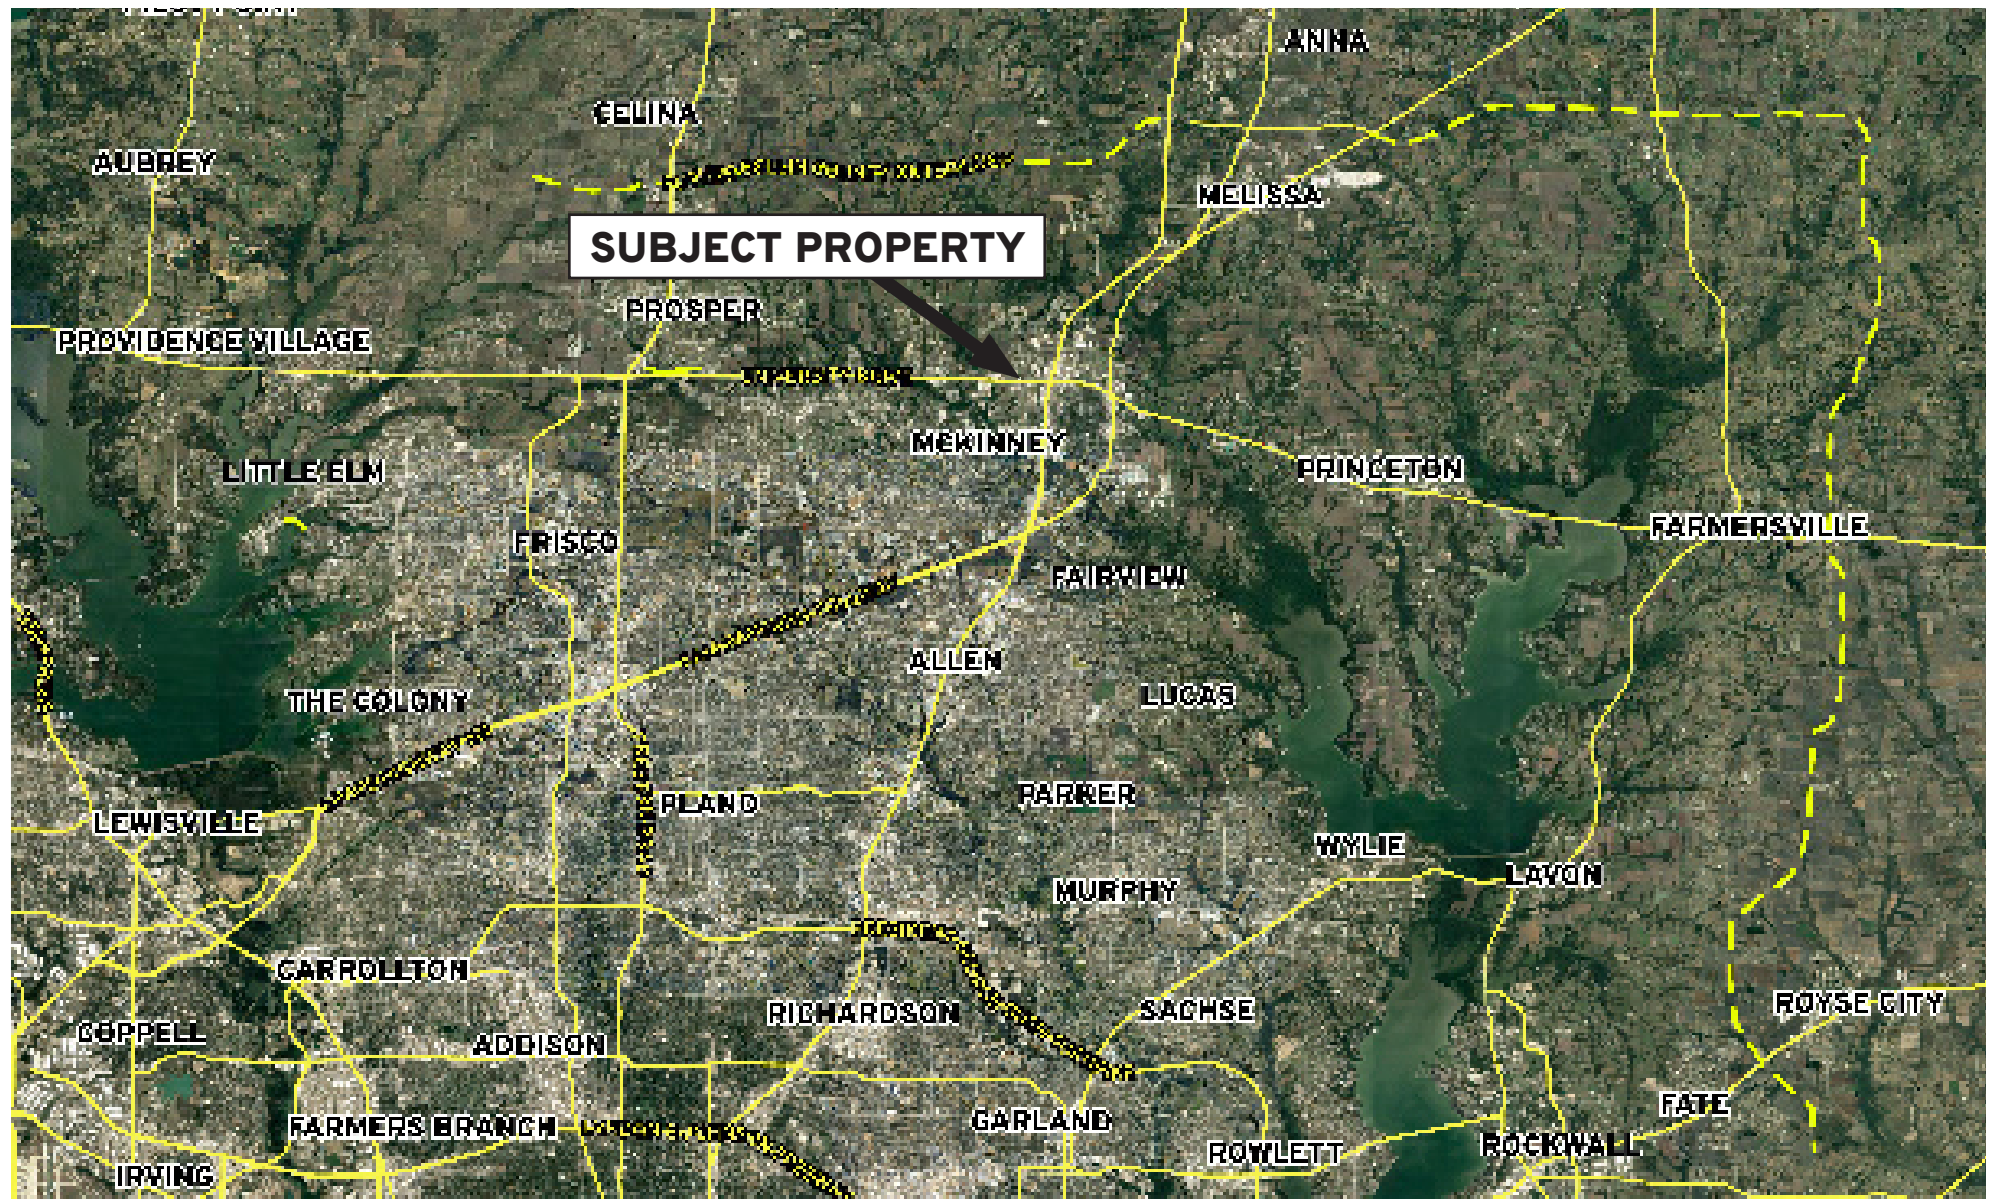 ANNA
CELINA
AUBREY
MELISSA
SUBJECT PROPERTY
PROSPER
PROVIDENCE VILLAGE
MCKINNEY
LITTLE ELM
PRINCETON
FARMERSVILLE
FRISCO
FAIRVIEW
ALLEN
LUCAS
THE COLONY
PARKER
PLANO
LEWISVILLE
WYLIE
LAVON
MURPHY
CARROLLTON
ROYSE CITY
RICHARDSON
SACHSE
COPPELL
ADDISON
FATE
GARLAND
FARMERS BRANCH
ROCKWALL
ROWLETT
IRVING